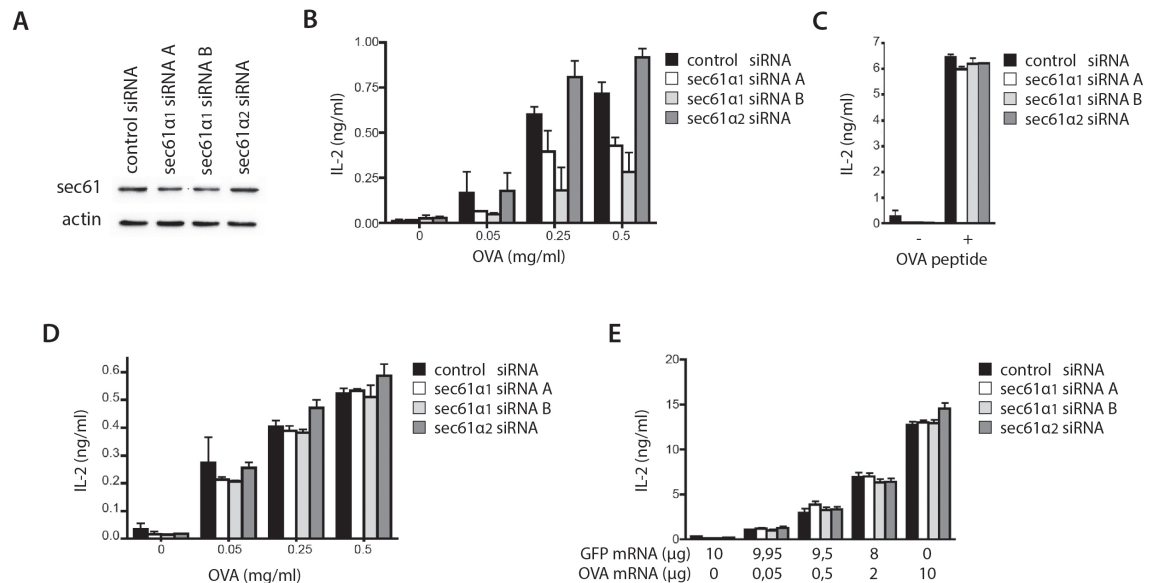 A
control siRNA
sec61α1 siRNA A
sec61α1 siRNA B
sec61α2 siRNA
sec61
actin
B
IL-2 (ng/ml)
1.00
0.75
0.50
0.25
0.00
0 0.05 0.25 0.5
OVA (mg/ml)
control siRNA
sec61α1 siRNA A
sec61α1 siRNA B
sec61α2 siRNA
C
IL-2 (ng/ml)
7
6
5
4
3
2
1
0
- +
OVA peptide
control siRNA
sec61α1 siRNA A
sec61α1 siRNA B
sec61α2 siRNA
D
IL-2 (ng/ml)
0.6
0.5
0.4
0.3
0.2
0.1
0.0
0 0.05 0.25 0.5
OVA (mg/ml)
control siRNA
sec61α1 siRNA A
sec61α1 siRNA B
sec61α2 siRNA
E
IL-2 (ng/ml)
20
15
10
5
0
GFP mRNA (µg) 10 9,95 9,5 8 0
OVA mRNA (µg) 0 0,05 0,5 2 10
control siRNA
sec61α1 siRNA A
sec61α1 siRNA B
sec61α2 siRNA